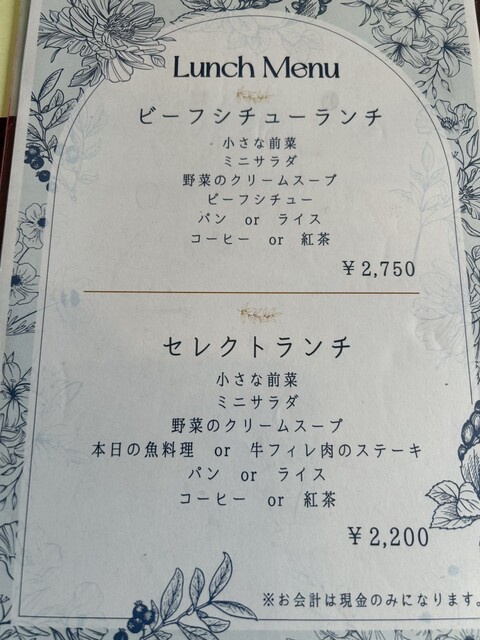 Lunch Menu
ビーフシチューランチ
小さな前菜
ミニサラダ
野菜のクリームスープ
ビーフシチュー
パン or ライス
コーヒー or 紅茶
￥2,750
セレクトランチ
小さな前菜
ミニサラダ
野菜のクリームスープ
本日の魚料理 or 牛フィレ肉のステーキ
パン or ライス
コーヒー or 紅茶
￥2,200
※お会計は現金のみになります。